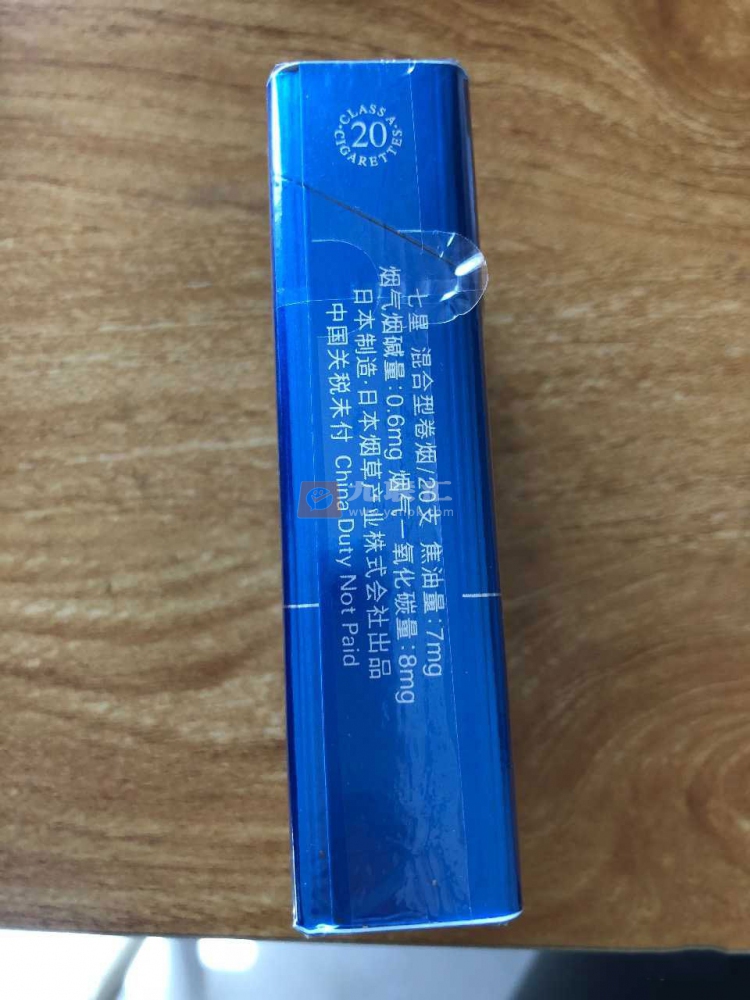 CLASS A
20
CIGARETTES
七星 混合型卷烟/20支 焦油量:7mg
烟气烟碱量:0.6mg 烟气一氧化碳量:8mg
日本制造·日本烟草产业株式会社出品
中国关税未付 China Duty Not Paid